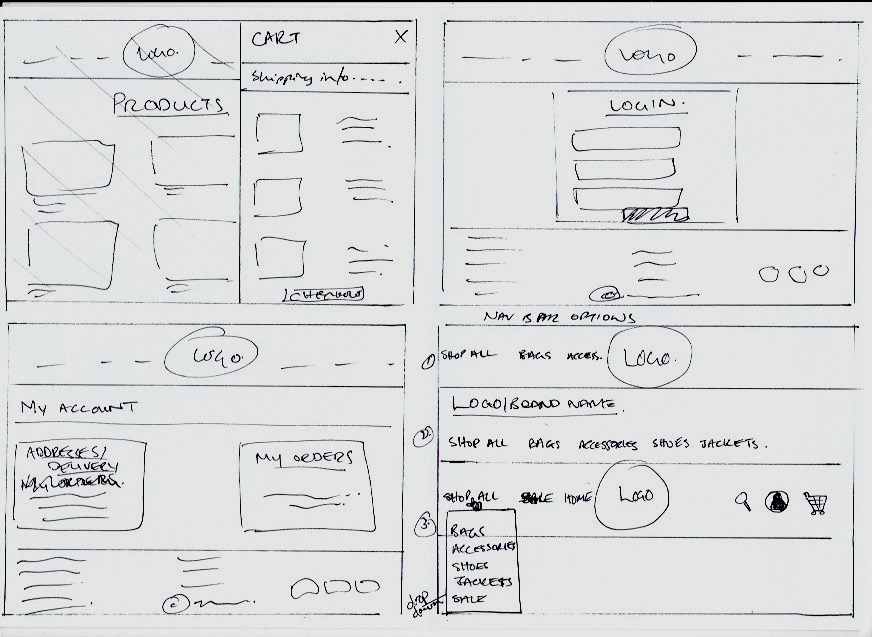 LOGO.
CART X
Shipping info.....
PRODUCTS
CHECKOUT
LOGO
LOGIN.
©
LOGO.
MY ACCOUNT
ADDRESSES/
DELIVERY
MY ORDERS
©
NAV BAR OPTIONS
① SHOP ALL BAGS ACCESS. LOGO.
LOGO/BRAND NAME.
②. SHOP ALL BAGS ACCESSORIES SHOES JACKETS.
③. SHOP ALL SALE HOME LOGO
BAGS
ACCESSORIES
SHOES
JACKETS
SALE
drop
down